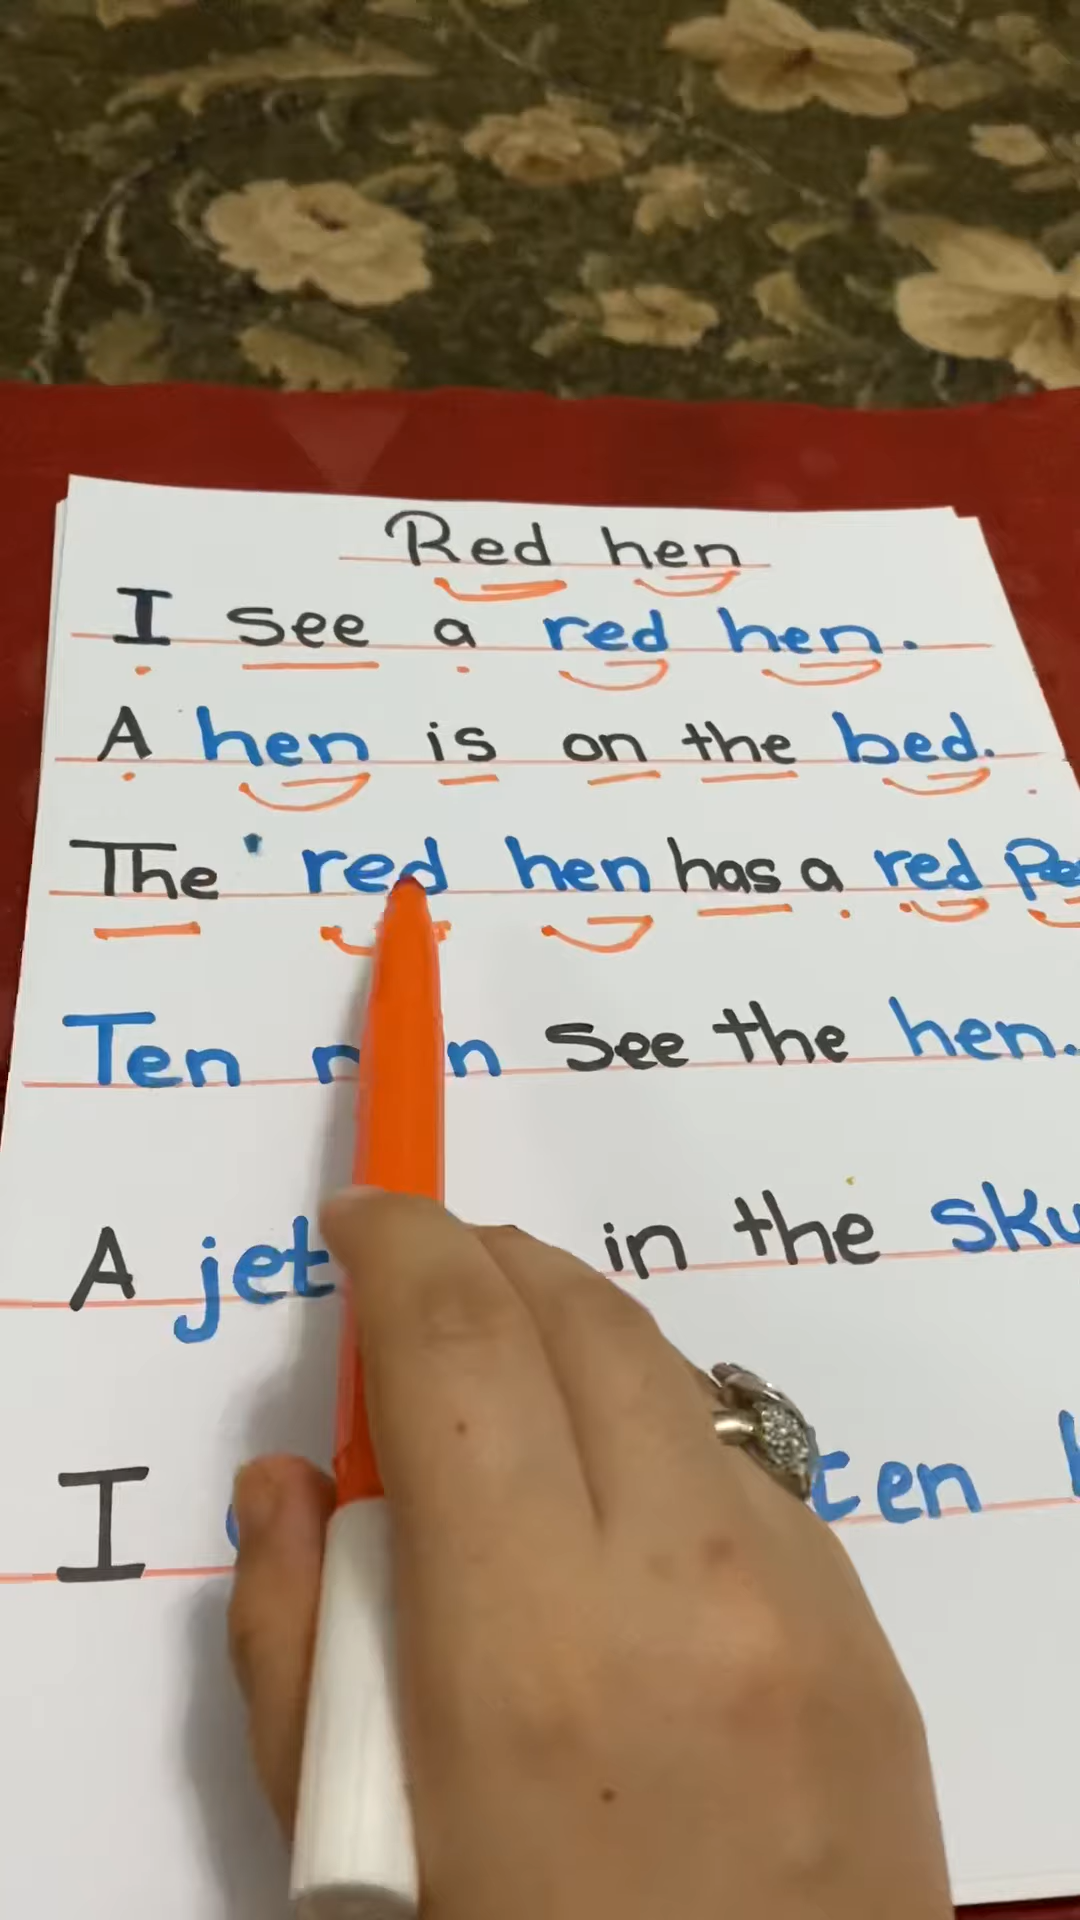 Red hen
I see a red hen.
A hen is on the bed.
The red hen has a red
Ten see the hen.
A jet in the
I ten